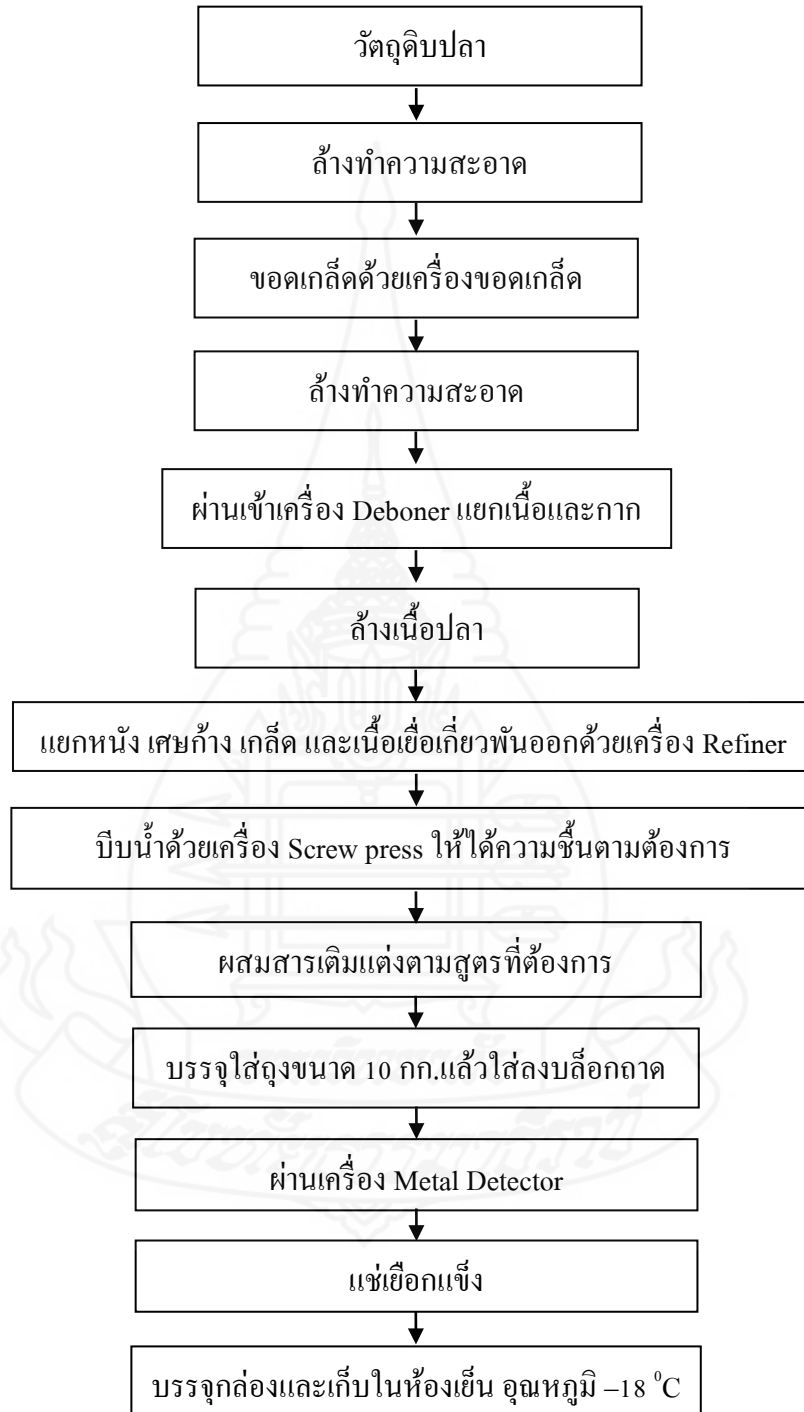 วัตถุดิบปลา
ล้างทำความสะอาด
ขอดเกล็ดด้วยเครื่องขอดเกล็ด
ล้างทำความสะอาด
ผ่านเข้าเครื่อง Deboner แยกเนื้อและกาก
ล้างเนื้อปลา
แยกหนัง เศษก้าง เกล็ด และเนื้อเยื่อเกี่ยวพันออกด้วยเครื่อง Refiner
บีบน้ำด้วยเครื่อง Screw press ให้ได้ความชื้นตามต้องการ
ผสมสารเติมแต่งตามสูตรที่ต้องการ
บรรจุใส่ถุงขนาด 10 กก.แล้วใส่ลงบล็อกถาด
ผ่านเครื่อง Metal Detector
แช่เยือกแข็ง
บรรจุกล่องและเก็บในห้องเย็น อุณหภูมิ –18 ⁰C